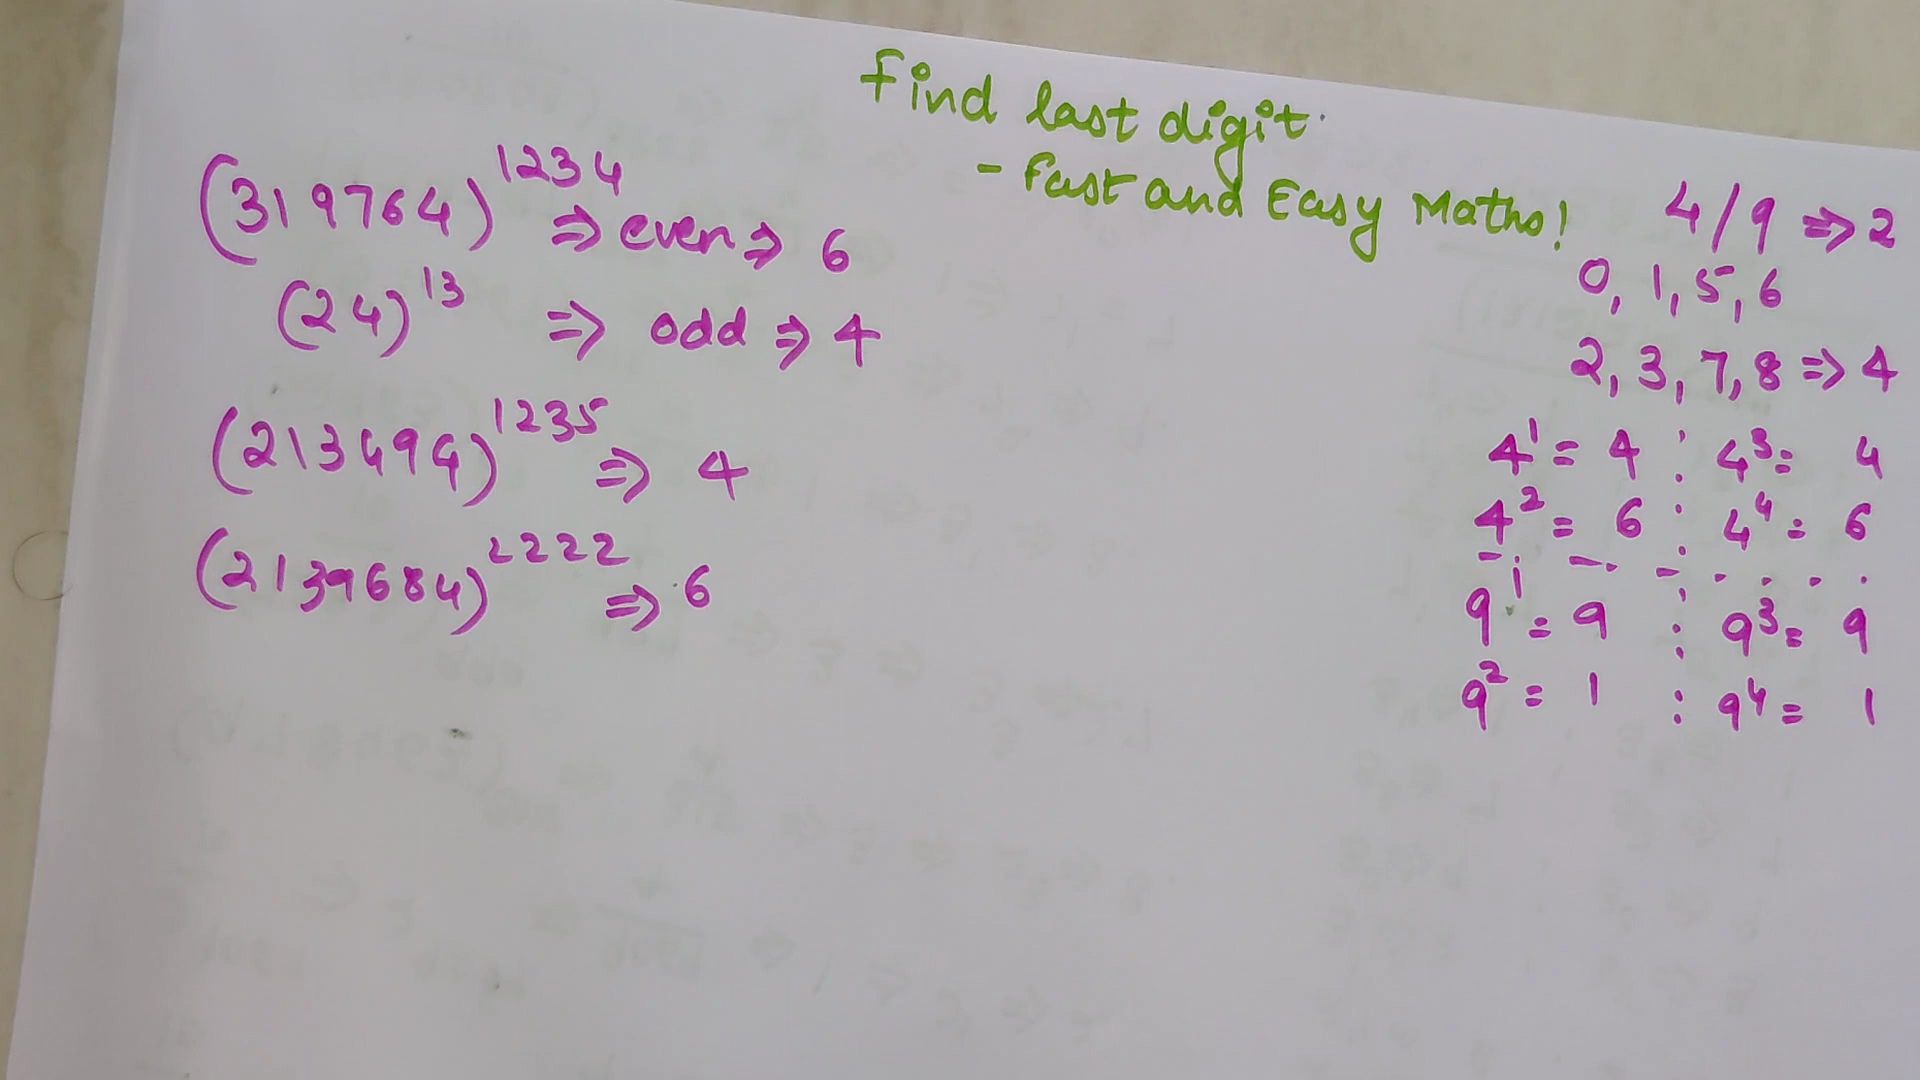 Find last digit.
- Fast and Easy Maths!
(319764)^1234 ⇒ even ⇒ 6
(24)^13 ⇒ odd ⇒ 4
(213494)^1235 ⇒ 4
(2139684)^2222 ⇒ 6
4/9 ⇒ 2
0, 1, 5, 6
2, 3, 7, 8 ⇒ 4
4^1 = 4 : 4^3 = 4
4^2 = 6 : 4^4 = 6
9^1 = 9 : 9^3 = 9
9^2 = 1 : 9^4 = 1